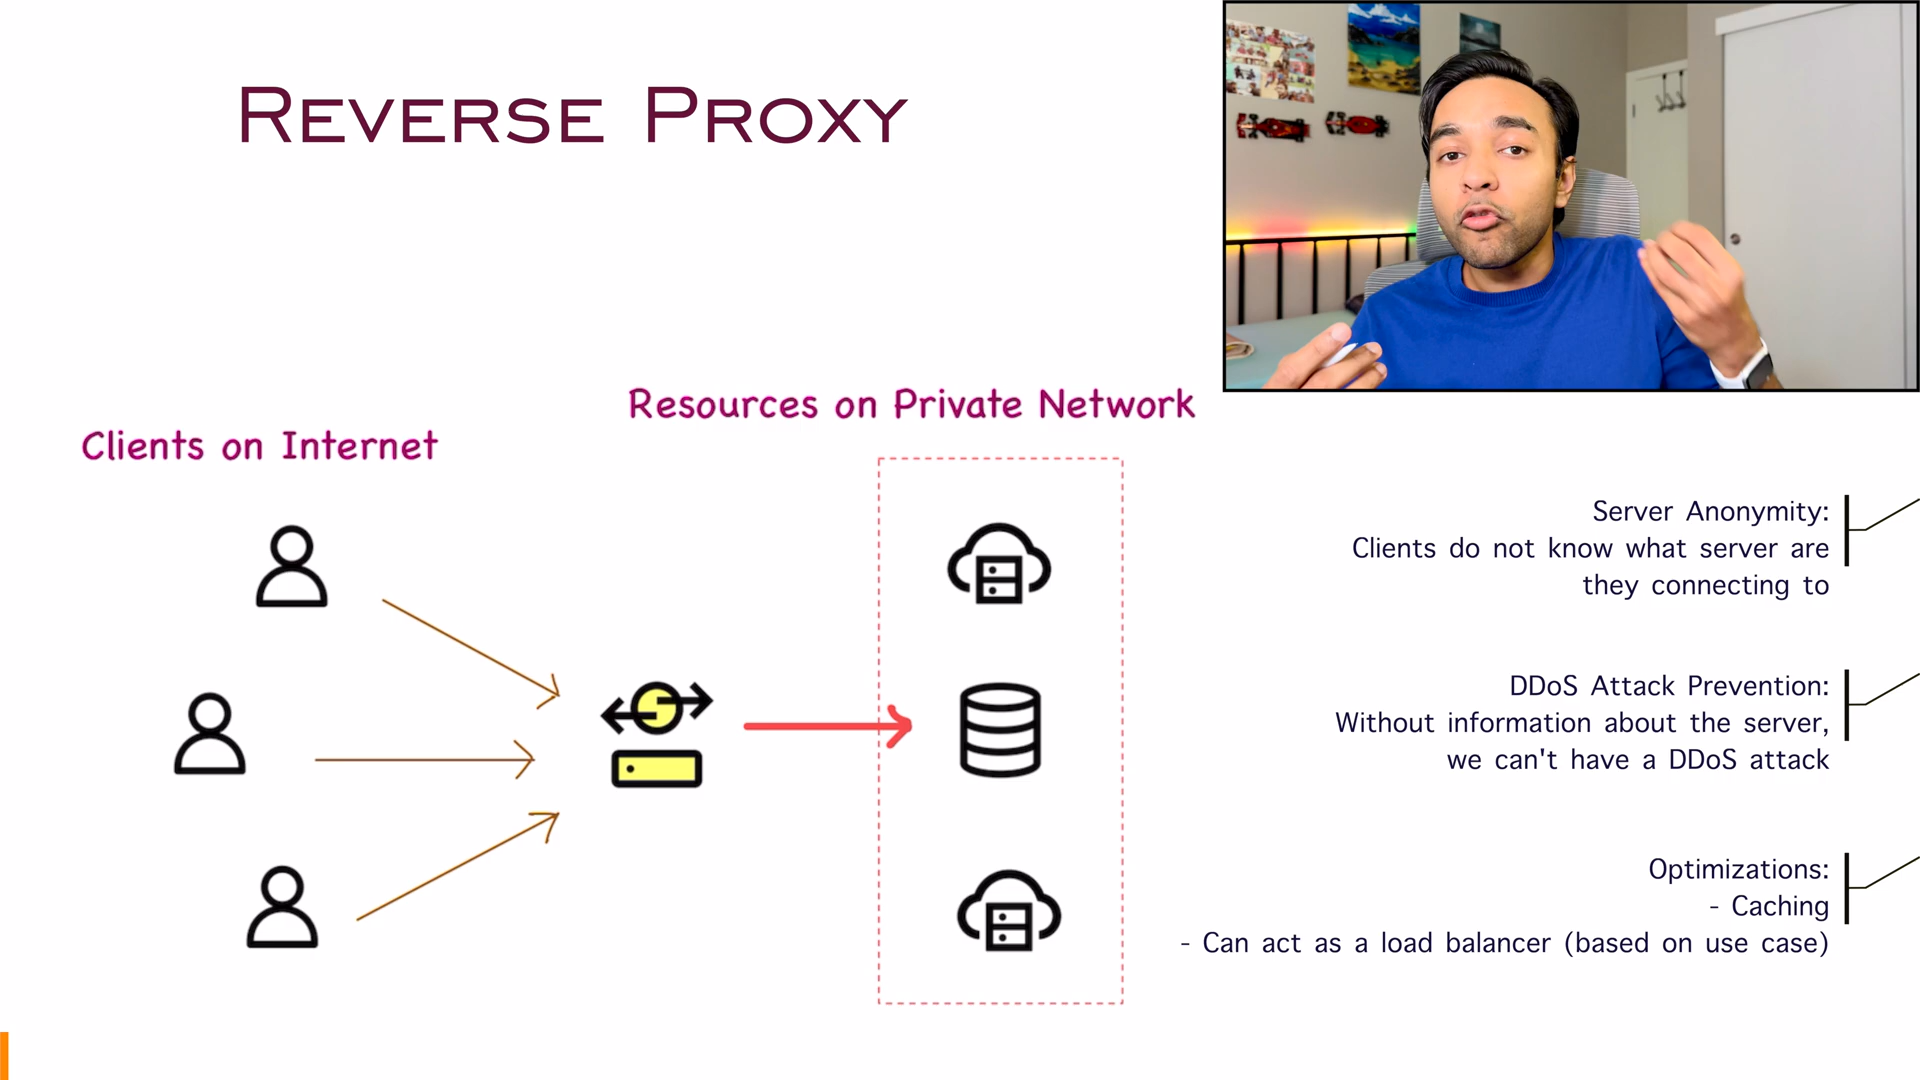 Reverse Proxy
Resources on Private Network
Clients on Internet
Server Anonymity:
Clients do not know what server are
they connecting to
DDoS Attack Prevention:
Without information about the server,
we can't have a DDoS attack
Optimizations:
- Caching
- Can act as a load balancer (based on use case)